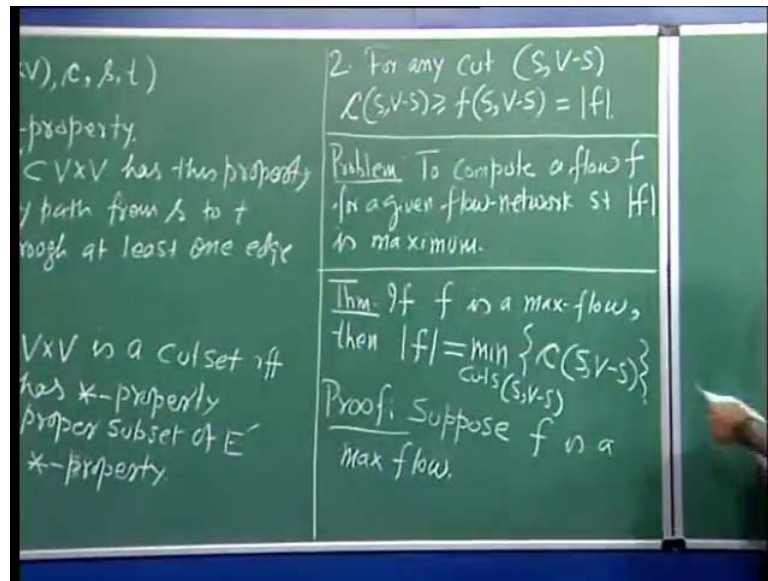 V), c, s, t)
-property.
⊂ V×V has this property
path from s to t
rough at least one edge
V×V is a cutset iff
has *-property
proper subset of E'
*-property.
2. For any cut (S, V-S)
c(S, V-S) ≥ f(S, V-S) = |f|.
Problem: To compute a flow f
for a given flow-network st |f|
is maximum.
Thm: If f is a max-flow,
then |f| = min {c(S, V-S)}
cuts (S, V-S)
Proof: Suppose f is a
max flow.